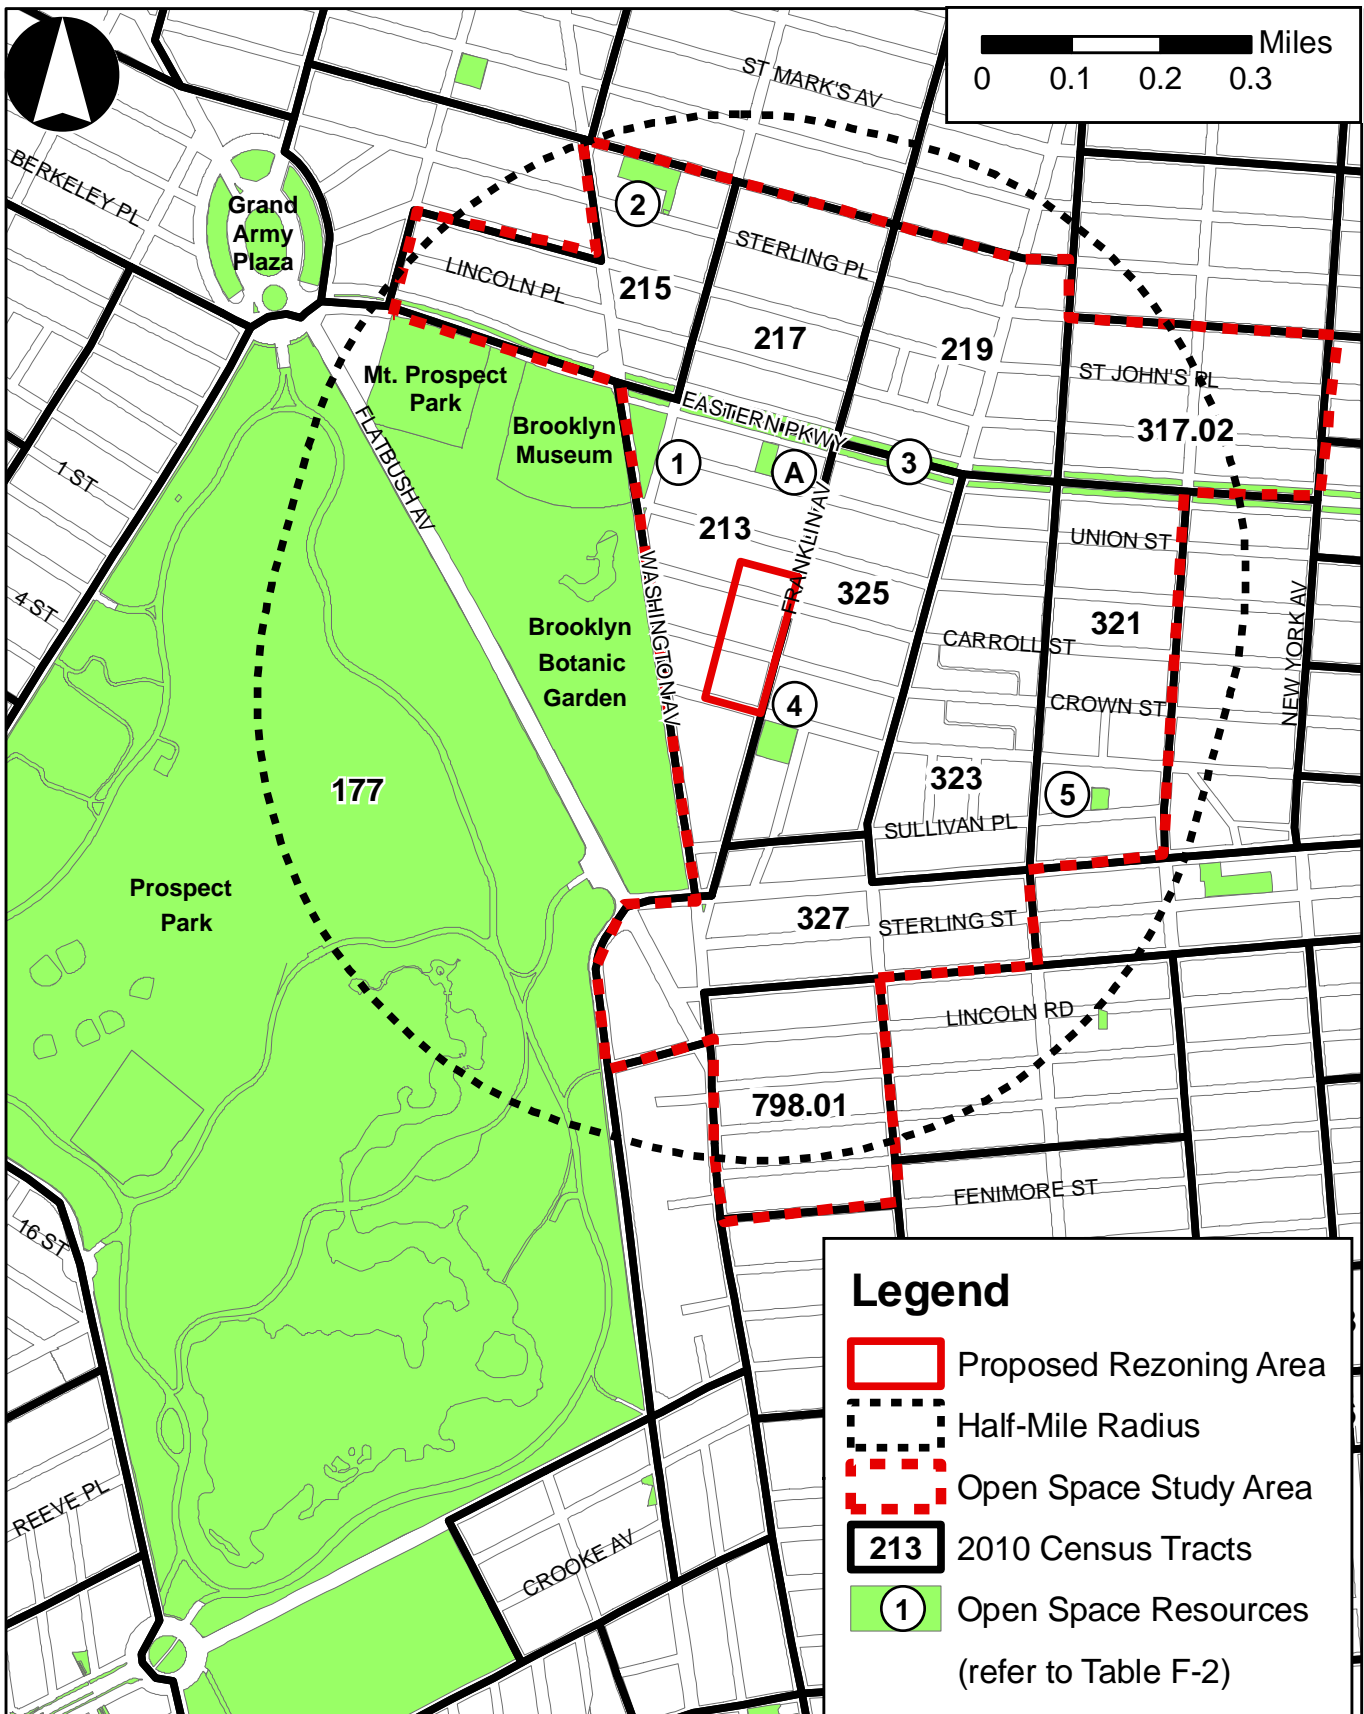 Miles
0 0.1 0.2 0.3
ST MARK'S AV
BERKELEY PL
Grand
Army
Plaza
2
STERLING PL
LINCOLN PL
215
217
219
Mt. Prospect
Park
ST JOHN'S PL
EASTERN PKWY
317.02
FLATBUSH AV
Brooklyn
Museum
1
A
3
1 ST
213
FRANKLIN AV
UNION ST
WASHINGTON AV
325
4 ST
321
NEW YORK AV
Brooklyn
Botanic
Garden
CARROLL ST
4
CROWN ST
177
323
5
SULLIVAN PL
Prospect
Park
327
STERLING ST
LINCOLN RD
798.01
FENIMORE ST
16 ST
REEVE PL
CROOKE AV
Legend
Proposed Rezoning Area
Half-Mile Radius
Open Space Study Area
213 2010 Census Tracts
1 Open Space Resources
(refer to Table F-2)